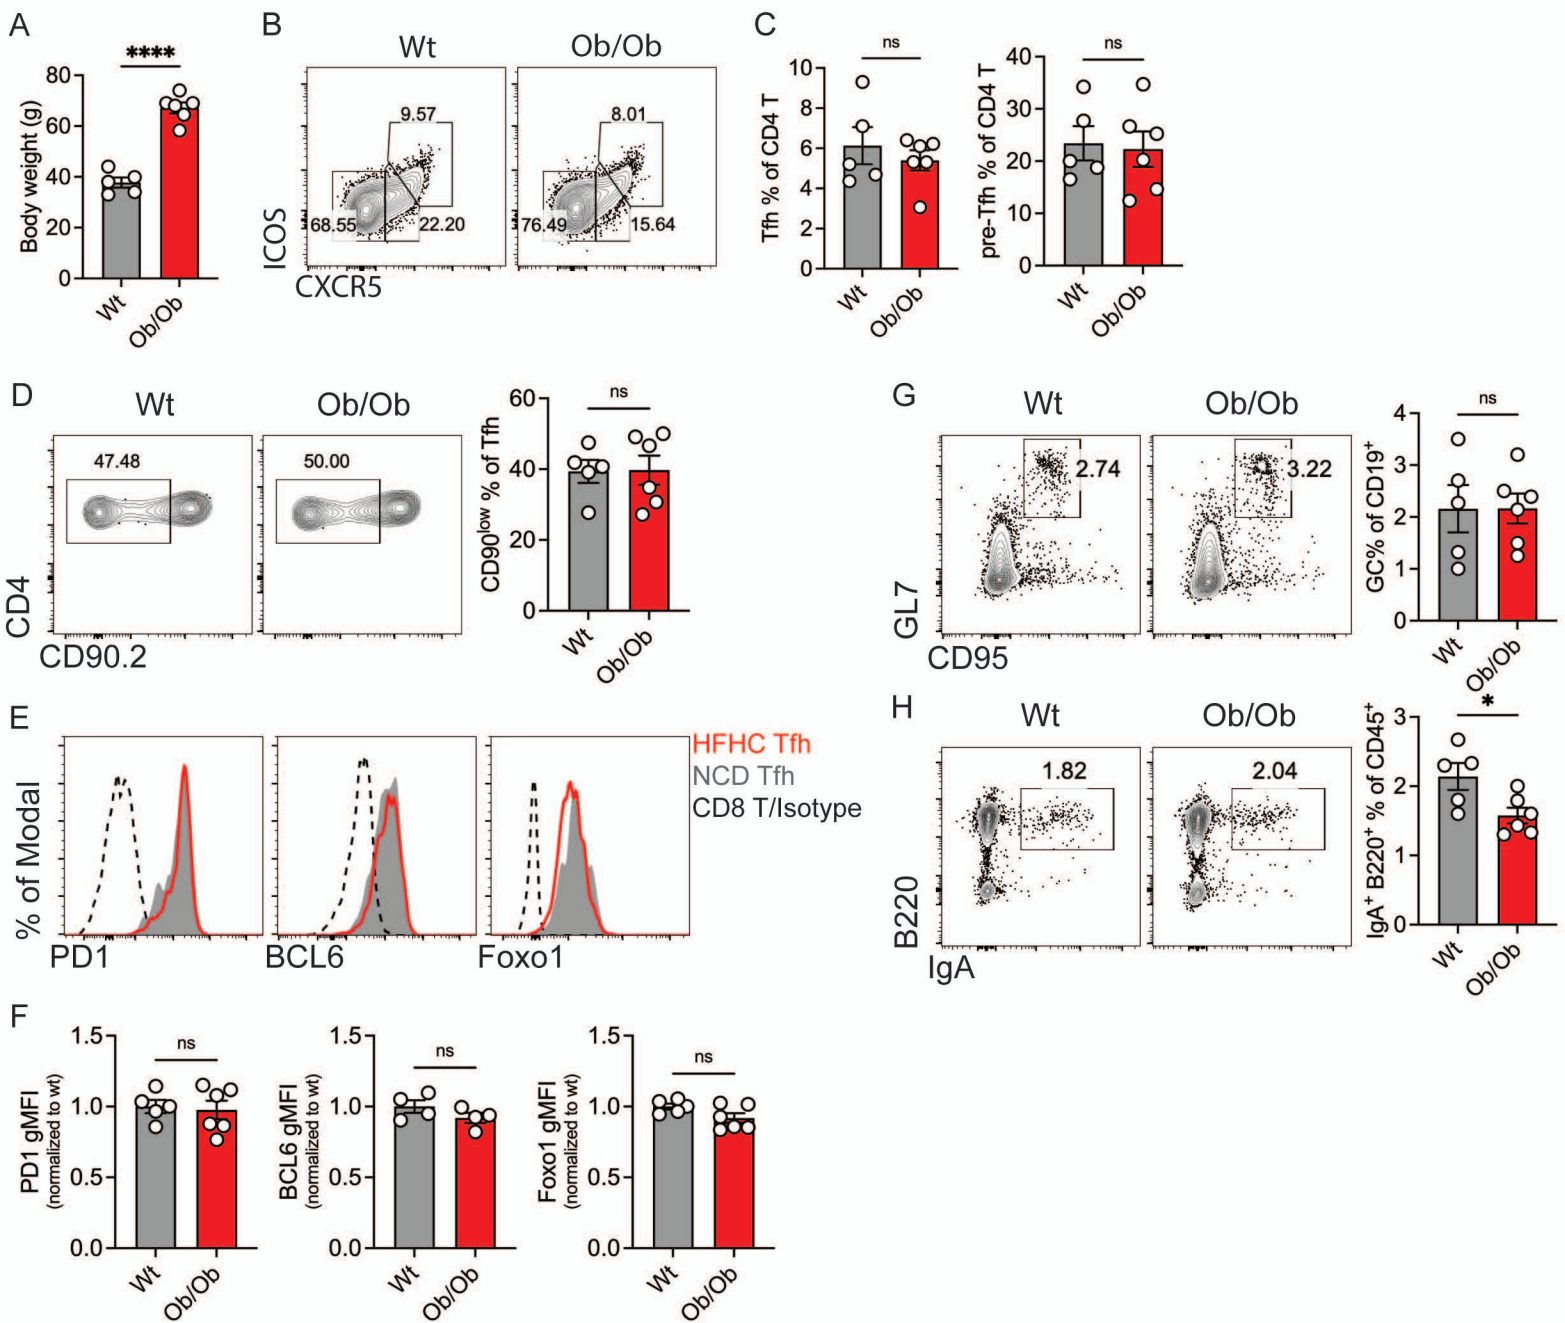 A
****
Body weight (g)
80
60
40
20
0
Wt
Ob/Ob
B
Wt
Ob/Ob
9.57
68.55
22.20
8.01
76.49
15.64
ICOS
CXCR5
C
ns
Tfh % of CD4 T
10
8
6
4
2
0
Wt
Ob/Ob
ns
pre-Tfh % of CD4 T
40
30
20
10
0
Wt
Ob/Ob
D
Wt
Ob/Ob
47.48
50.00
CD4
CD90.2
ns
CD90low % of Tfh
60
40
20
0
Wt
Ob/Ob
E
% of Modal
PD1
BCL6
Foxo1
HFHC Tfh
NCD Tfh
CD8 T/Isotype
F
ns
PD1 gMFI
(normalized to wt)
1.5
1.0
0.5
0.0
Wt
Ob/Ob
ns
BCL6 gMFI
(normalized to wt)
1.5
1.0
0.5
0.0
Wt
Ob/Ob
ns
Foxo1 gMFI
(normalized to wt)
1.5
1.0
0.5
0.0
Wt
Ob/Ob
G
Wt
Ob/Ob
2.74
3.22
GL7
CD95
ns
GC% of CD19+
4
3
2
1
0
Wt
Ob/Ob
H
Wt
Ob/Ob
1.82
2.04
B220
IgA
*
IgA+ B220+ % of CD45+
3
2
1
0
Wt
Ob/Ob